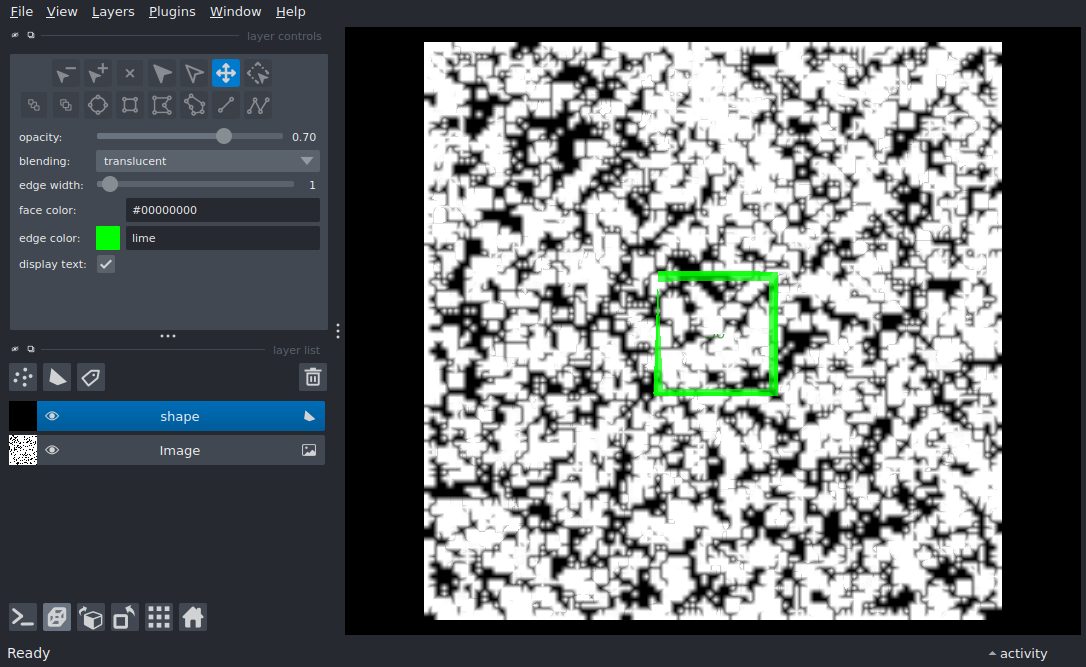 File View Layers Plugins Window Help
layer controls
opacity: 0.70
blending: translucent
edge width: 1
face color: #00000000
edge color: lime
display text:
layer list
shape
Image
Ready activity